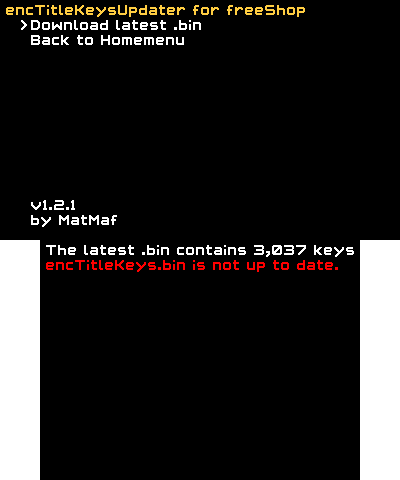 encTitleKeysUpdater for freeShop
>Download latest .bin
Back to Homemenu
v1.2.1
by MatMaf
The latest .bin contains 3,037 keys
encTitleKeys.bin is not up to date.